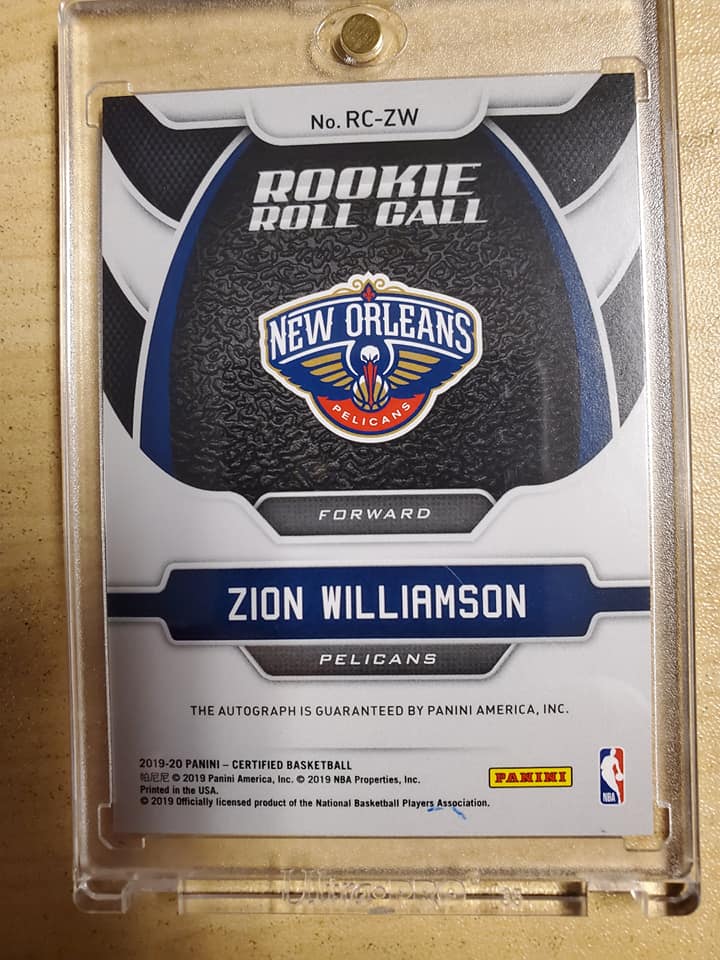 No. RC-ZW
ROOKIE
ROLL CALL
NEW ORLEANS
PELICANS
FORWARD
ZION WILLIAMSON
PELICANS
THE AUTOGRAPH IS GUARANTEED BY PANINI AMERICA, INC.
2019-20 PANINI – CERTIFIED BASKETBALL
帕尼尼 © 2019 Panini America, Inc. © 2019 NBA Properties, Inc.
Printed in the USA.
© 2019 Officially licensed product of the National Basketball Players Association.
PANINI
NBA
Ultra PRO